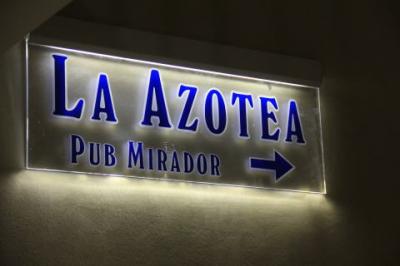 La Azotea
Pub Mirador →